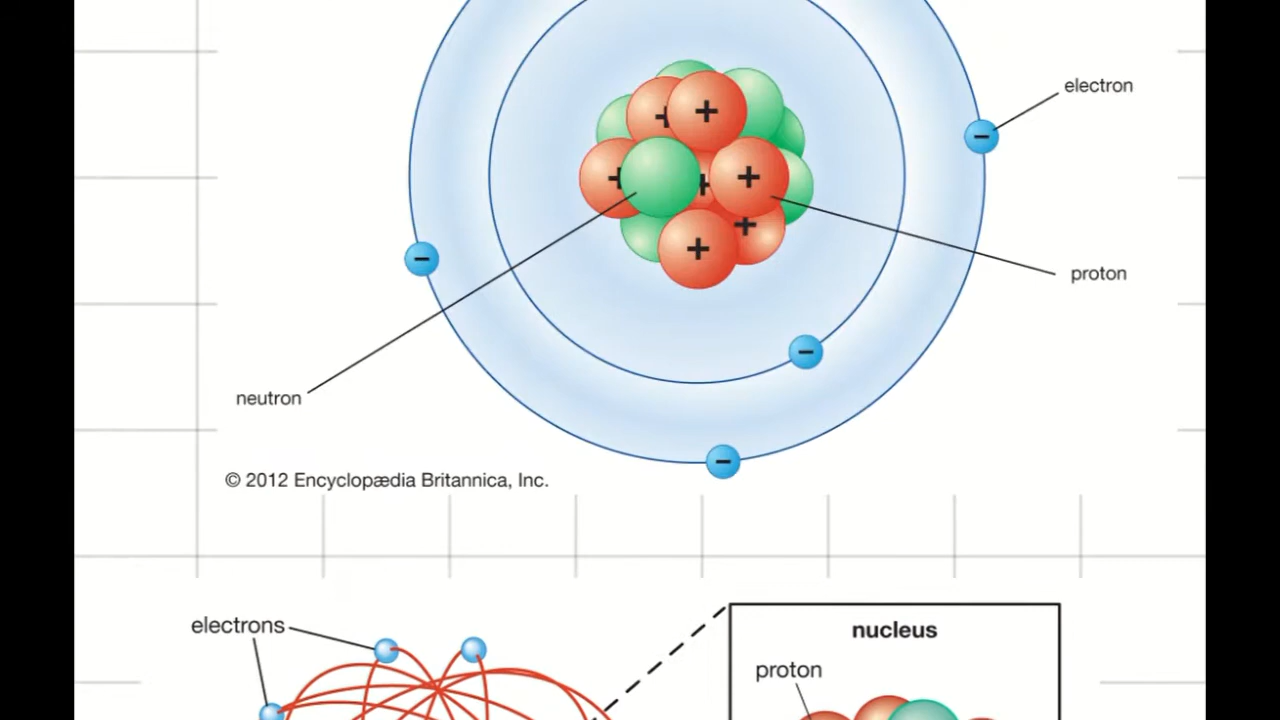 electron
proton
neutron
© 2012 Encyclopædia Britannica, Inc.
electrons
nucleus
proton